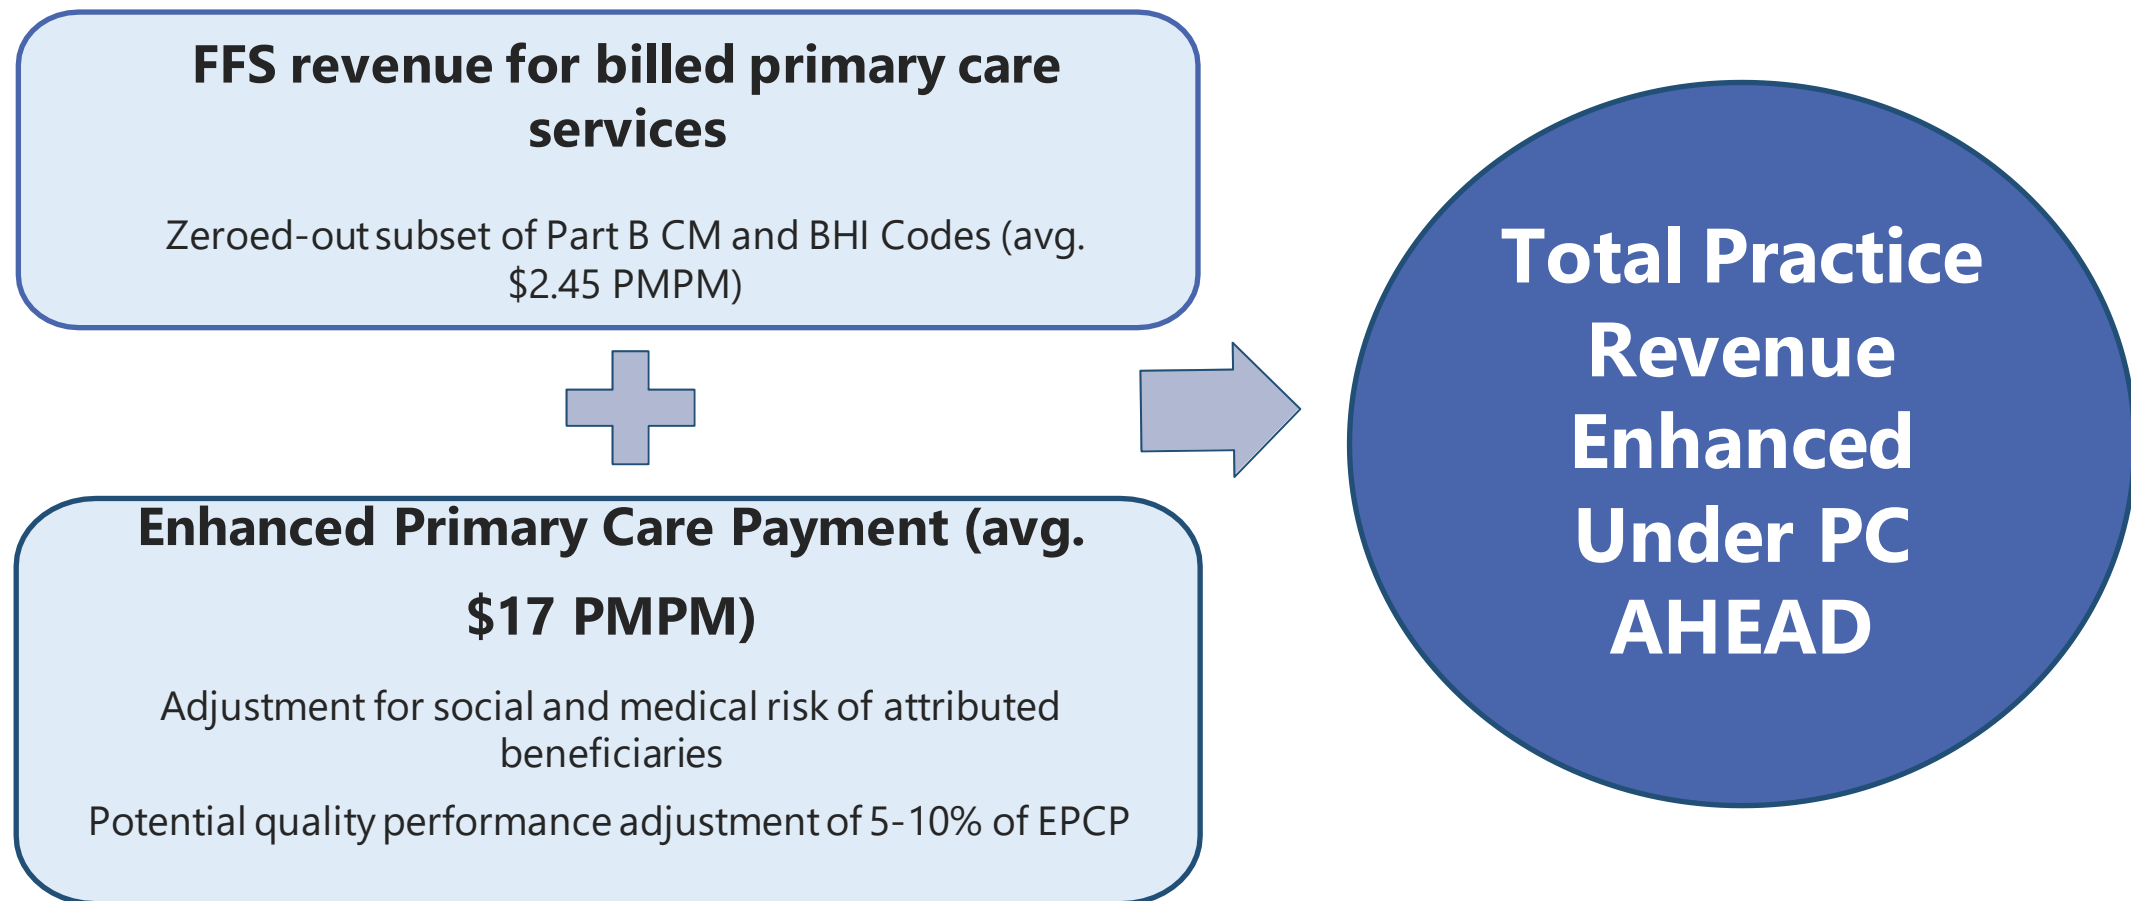 FFS revenue for billed primary care
services
Zeroed-out subset of Part B CM and BHI Codes (avg.
$2.45 PMPM)
Enhanced Primary Care Payment (avg.
$17 PMPM)
Adjustment for social and medical risk of attributed
beneficiaries
Potential quality performance adjustment of 5-10% of EPCP
Total Practice
Revenue
Enhanced
Under PC
AHEAD